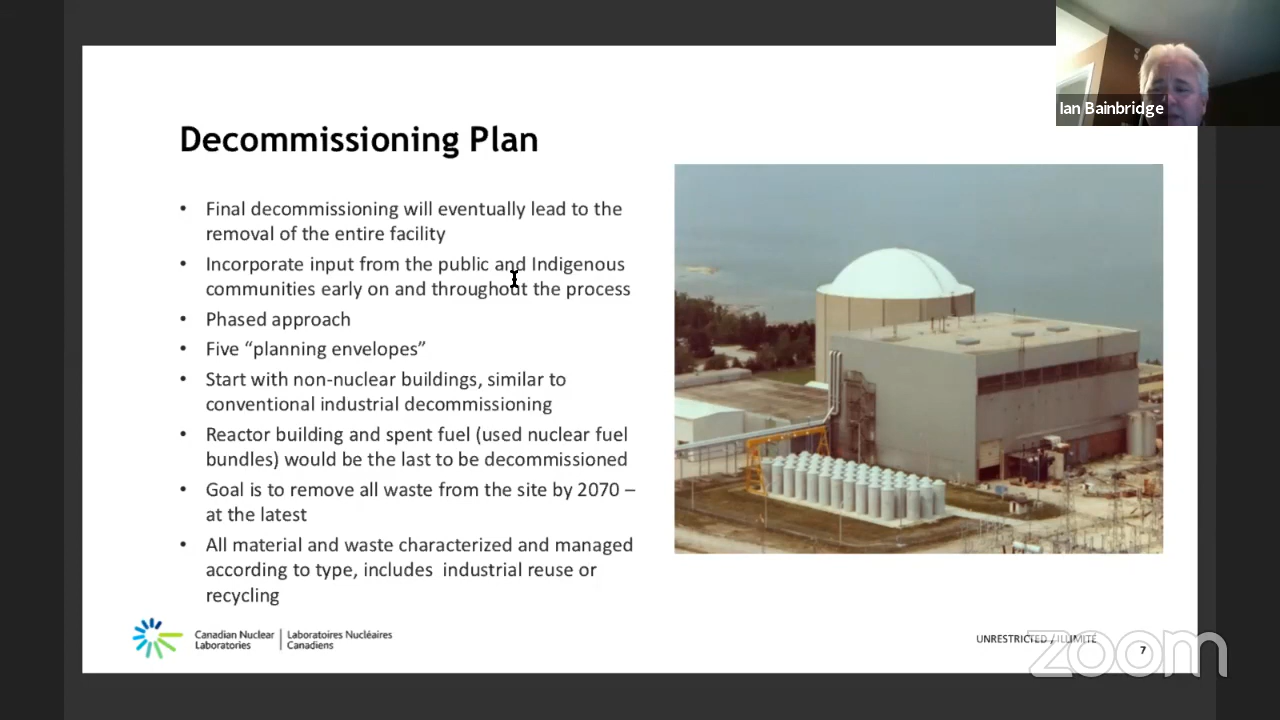 Ian Bainbridge
Decommissioning Plan
• Final decommissioning will eventually lead to the
removal of the entire facility
• Incorporate input from the public and Indigenous
communities early on and throughout the process
• Phased approach
• Five “planning envelopes”
• Start with non-nuclear buildings, similar to
conventional industrial decommissioning
• Reactor building and spent fuel (used nuclear fuel
bundles) would be the last to be decommissioned
• Goal is to remove all waste from the site by 2070 –
at the latest
• All material and waste characterized and managed
according to type, includes industrial reuse or
recycling
Canadian Nuclear Laboratories
Laboratoires Nucléaires Canadiens
UNRESTRICTED / ILLIMITÉ
7
zoom